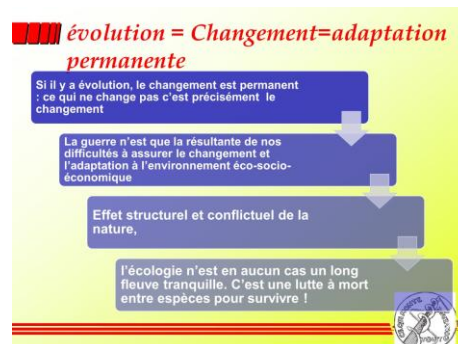 évolution = Changement=adaptation
permanente
Si il y a évolution, le changement est permanent
: ce qui ne change pas c'est précisément le
changement
La guerre n'est que la résultante de nos
difficultés à assurer le changement et
l'adaptation à l'environnement éco-socio-
économique
Effet structurel et conflictuel de la
nature,
l'écologie n'est en aucun cas un long
fleuve tranquille. C'est une lutte à mort
entre espèces pour survivre !